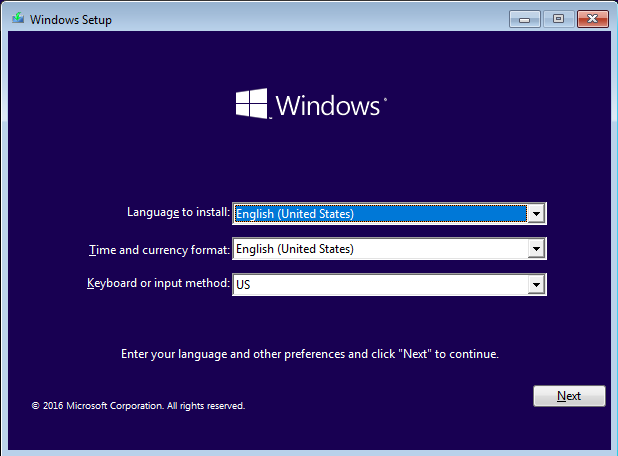 Windows Setup
Windows
Language to install: English (United States)
Time and currency format: English (United States)
Keyboard or input method: US
Enter your language and other preferences and click "Next" to continue.
Next
© 2016 Microsoft Corporation. All rights reserved.